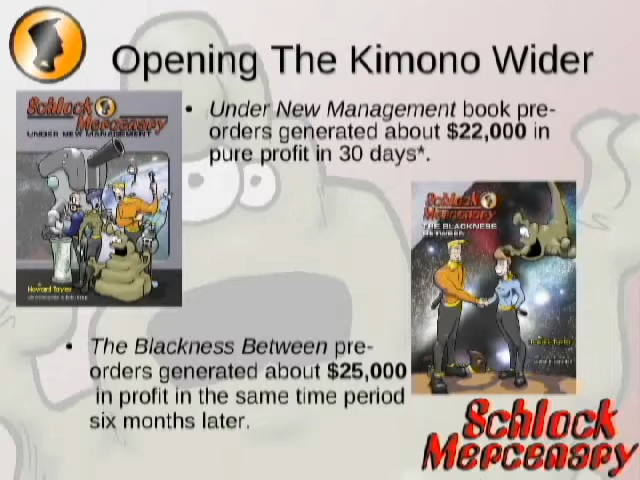 Opening The Kimono Wider
Schlock
Mercenary
UNDER NEW MANAGEMENT
Howard Tayler
• Under New Management book pre-
orders generated about $22,000 in
pure profit in 30 days*.
Schlock
Mercenary
THE BLACKNESS
BETWEEN
• The Blackness Between pre-
orders generated about $25,000
in profit in the same time period
six months later.
Schlock
Mercenary